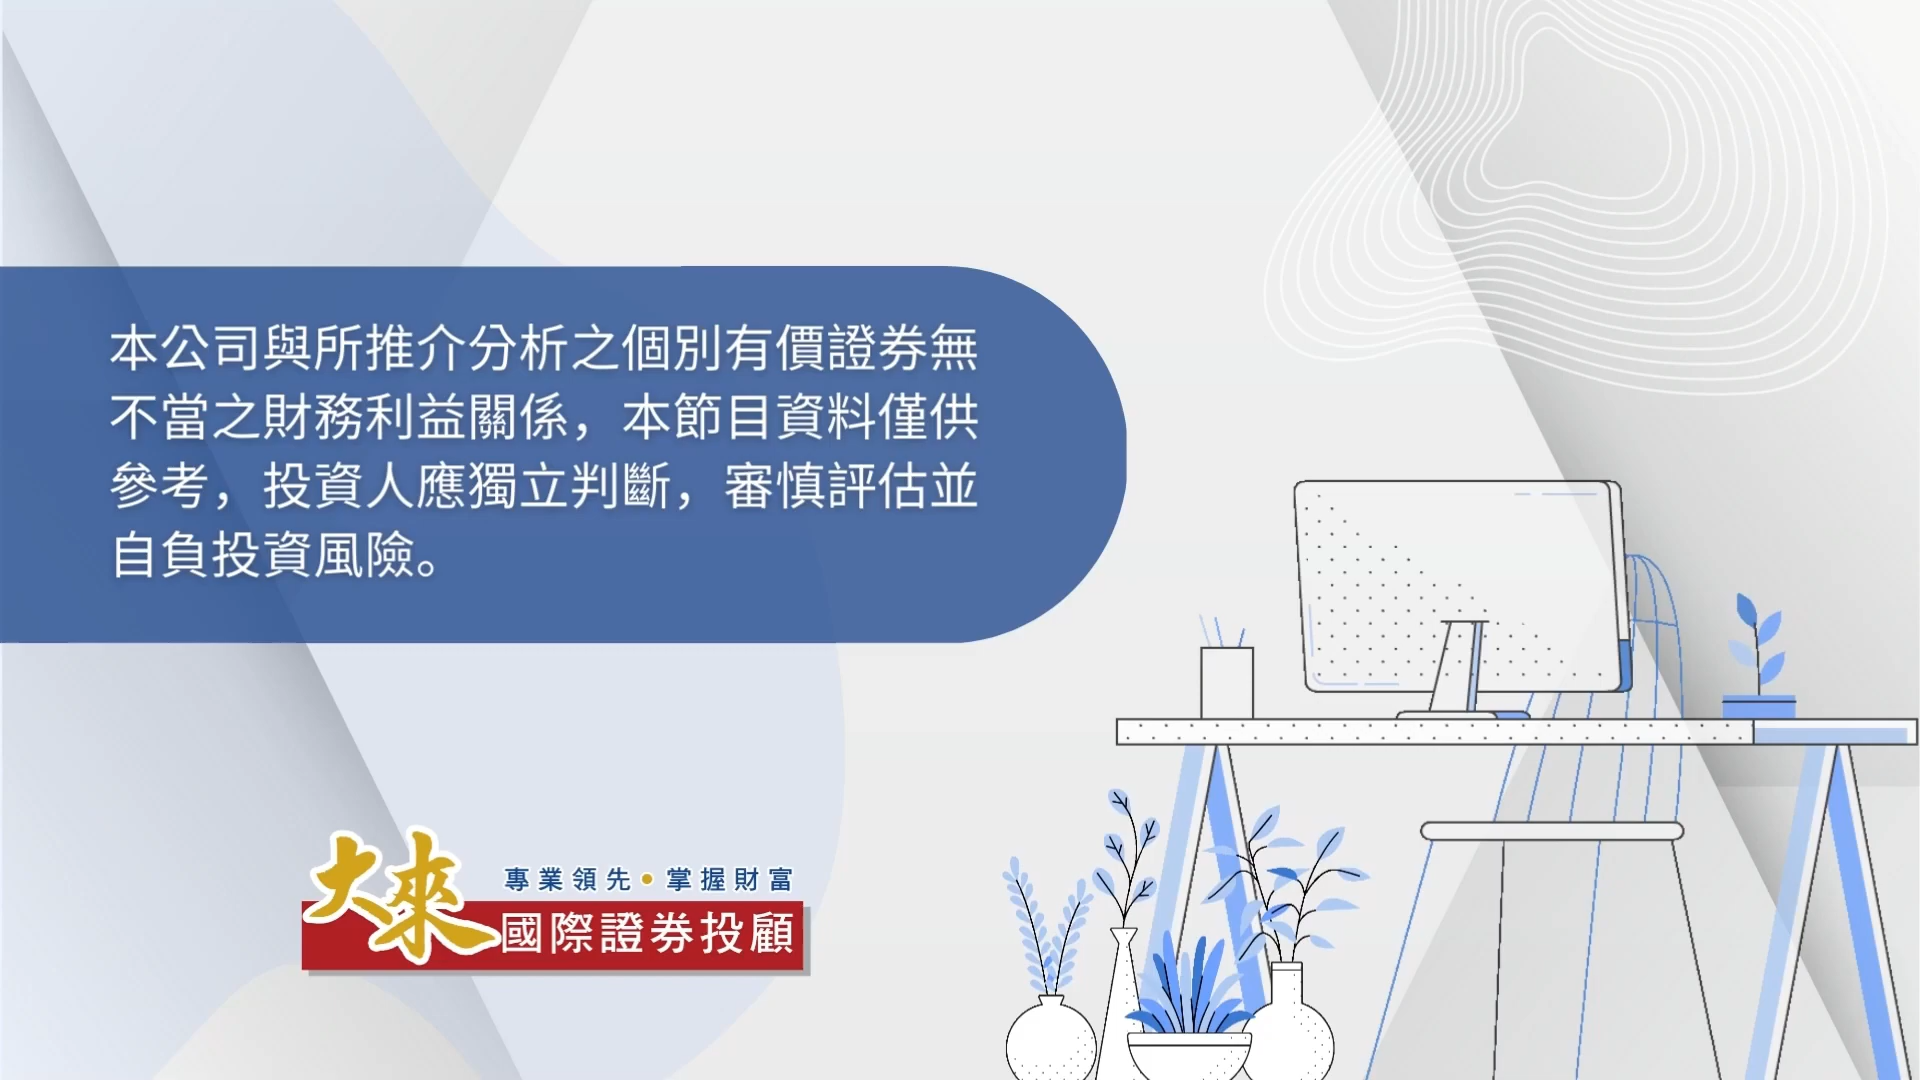 本公司與所推介分析之個別有價證券無
不當之財務利益關係，本節目資料僅供
參考，投資人應獨立判斷，審慎評估並
自負投資風險。
大來
專業領先•掌握財富
國際證券投顧